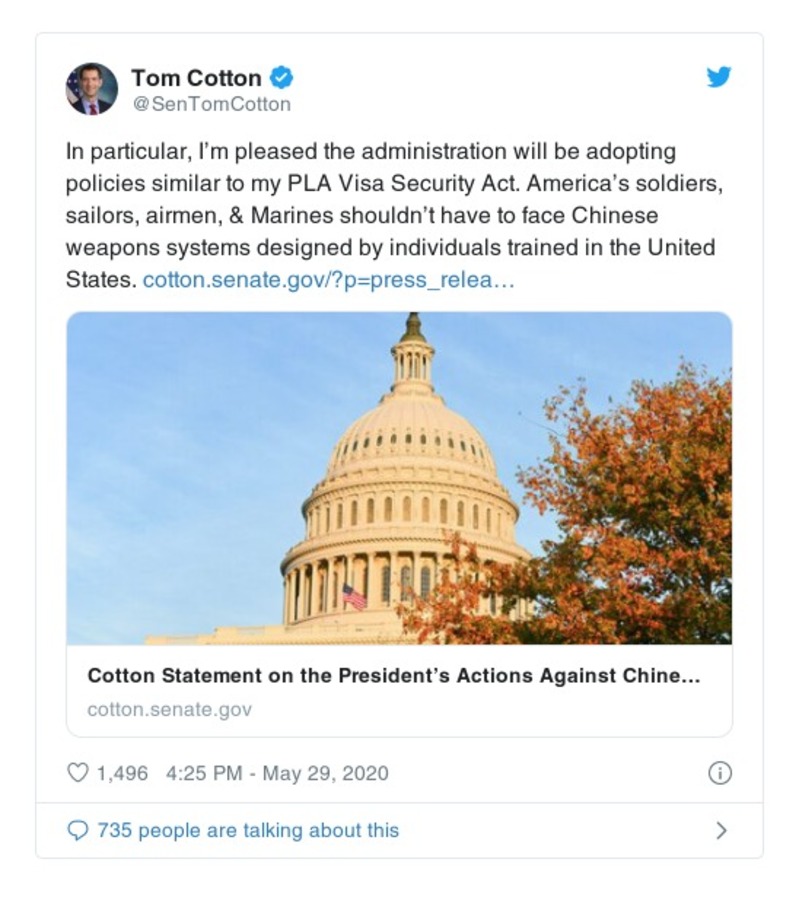 Tom Cotton
@SenTomCotton
In particular, I’m pleased the administration will be adopting
policies similar to my PLA Visa Security Act. America’s soldiers,
sailors, airmen, & Marines shouldn’t have to face Chinese
weapons systems designed by individuals trained in the United
States. cotton.senate.gov/?p=press_relea…
Cotton Statement on the President’s Actions Against Chine…
cotton.senate.gov
1,496 4:25 PM - May 29, 2020
735 people are talking about this